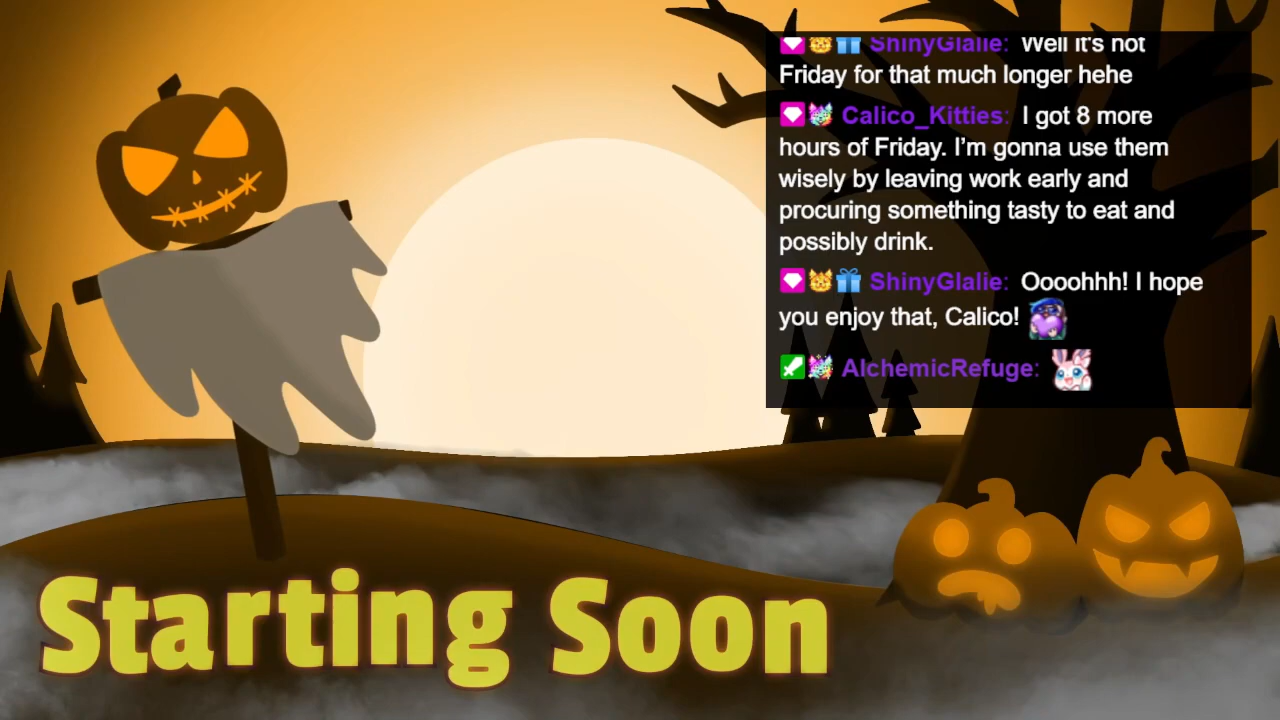 ShinyGlalie: Well it's not
Friday for that much longer hehe
Calico_Kitties: I got 8 more
hours of Friday. I’m gonna use them
wisely by leaving work early and
procuring something tasty to eat and
possibly drink.
ShinyGlalie: Oooohhh! I hope
you enjoy that, Calico!
AlchemicRefuge:
Starting Soon